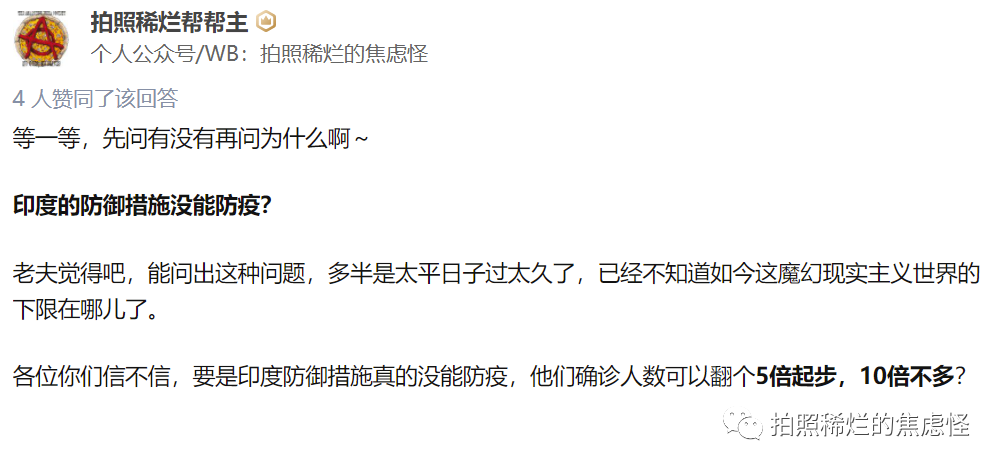 拍照稀烂帮帮主
个人公众号/WB：拍照稀烂的焦虑怪
4 人赞同了该回答
等一等，先问有没有再问为什么啊～
印度的防御措施没能防疫？
老夫觉得吧，能问出这种问题，多半是太平日子过太久了，已经不知道如今这魔幻现实主义世界的
下限在哪儿了。
各位你们信不信，要是印度防御措施真的没能防疫，他们确诊人数可以翻个5倍起步，10倍不多？
拍照稀烂的焦虑怪